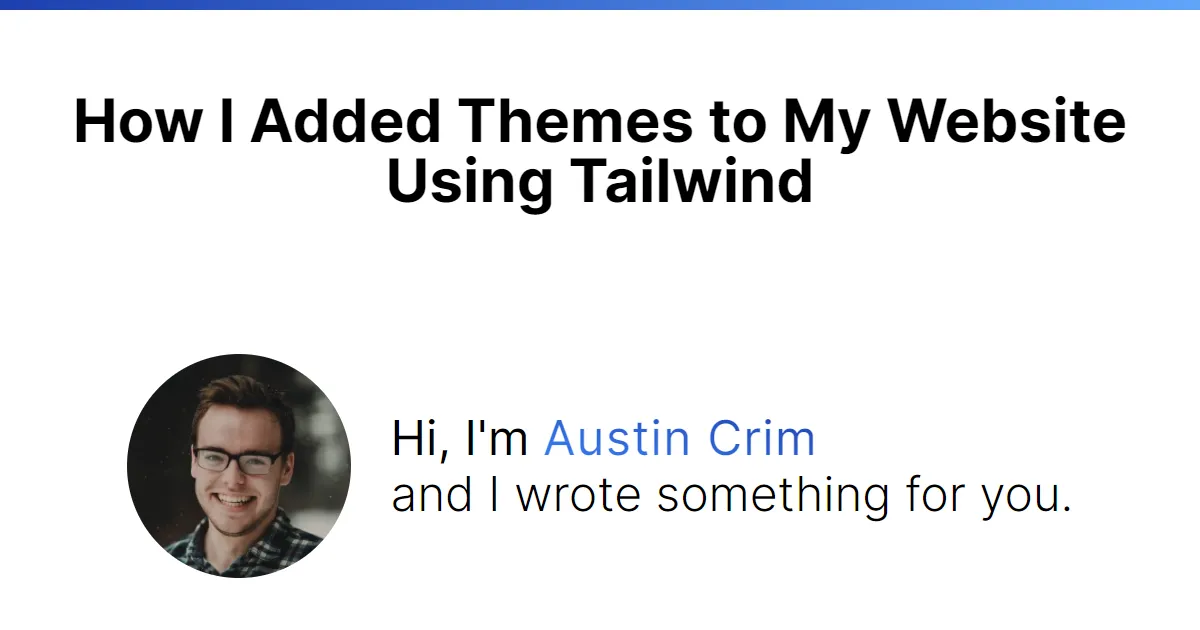 How I Added Themes to My Website
Using Tailwind
Hi, I'm Austin Crim
and I wrote something for you.